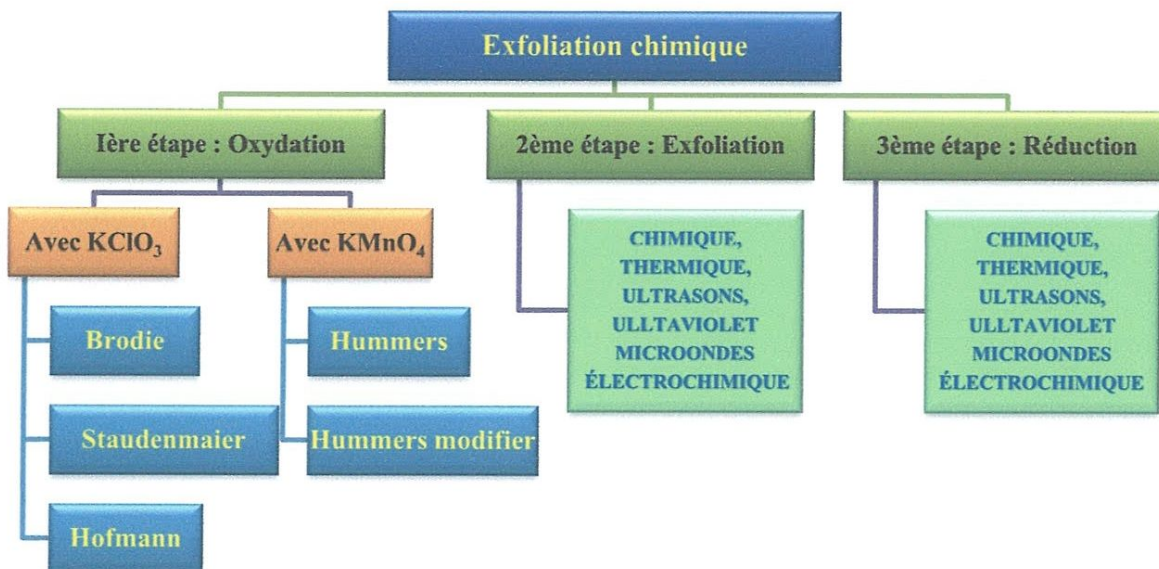 Exfoliation chimique
Ière étape : Oxydation
2ème étape : Exfoliation
3ème étape : Réduction
Avec KClO₃
Avec KMnO₄
Brodie
Staudenmaier
Hofmann
Hummers
Hummers modifier
CHIMIQUE,
THERMIQUE,
ULTRASONS,
ULLTAVIOLET
MICROONDES
ÉLECTROCHIMIQUE
CHIMIQUE,
THERMIQUE,
ULTRASONS,
ULLTAVIOLET
MICROONDES
ÉLECTROCHIMIQUE